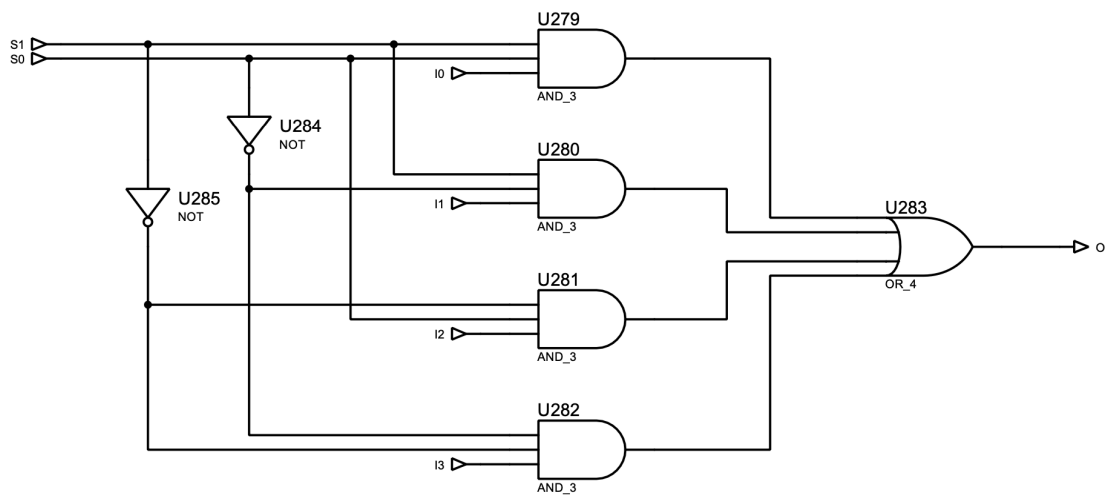 U279
S1
S0
I0
AND_3
U284
NOT
U280
U285
NOT
I1
AND_3
U283
O
U281
OR_4
I2
AND_3
U282
I3
AND_3